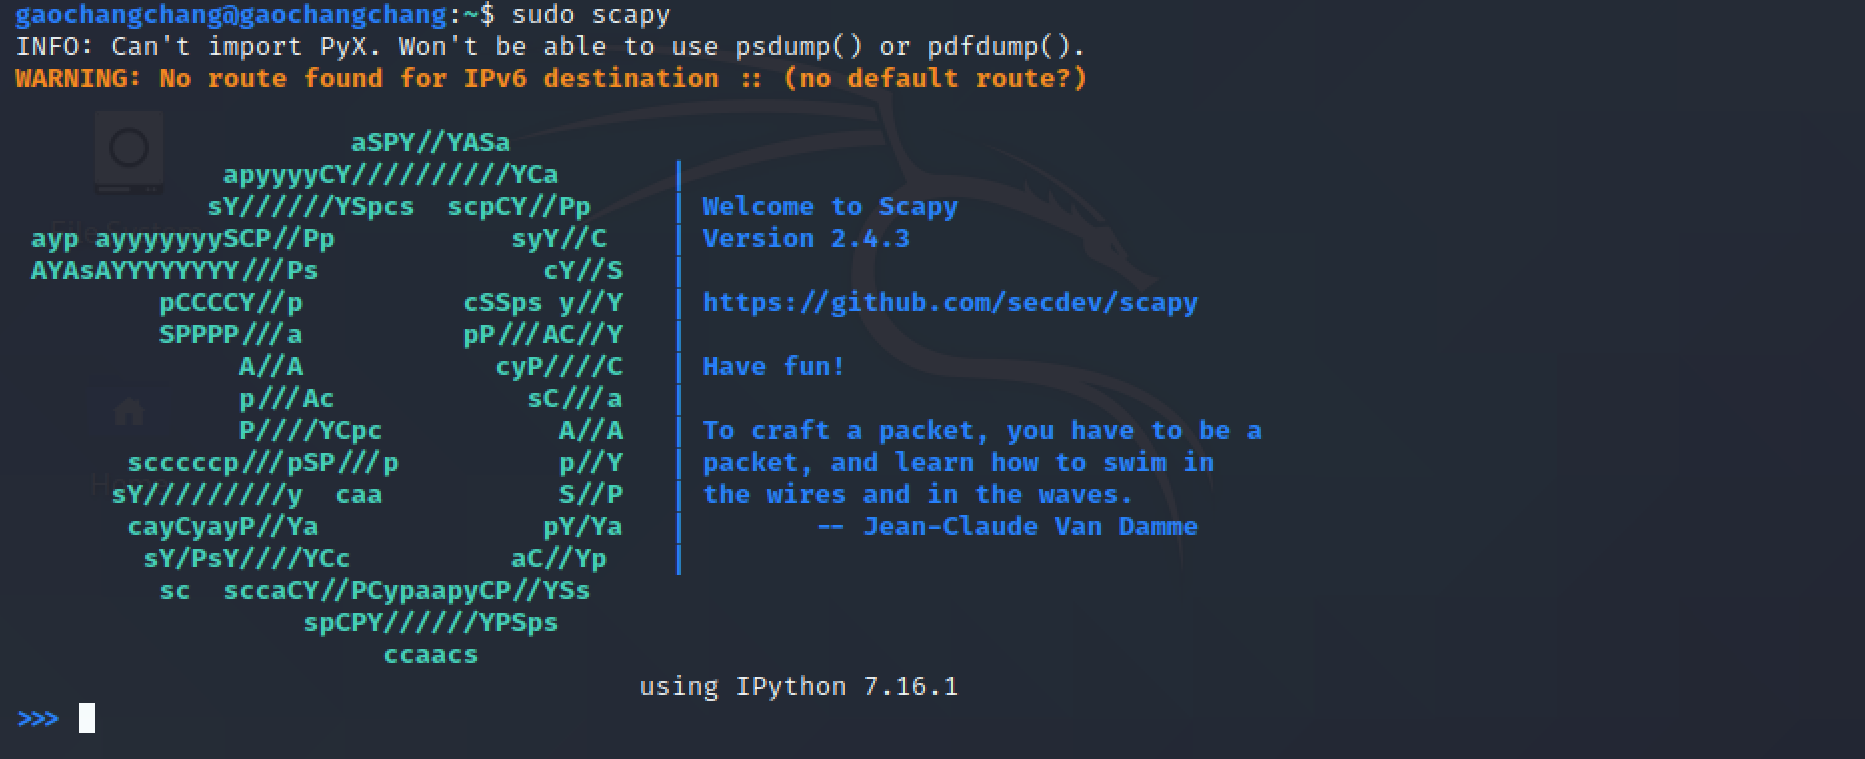 gaochangchang@gaochangchang:~$ sudo scapy
INFO: Can't import PyX. Won't be able to use psdump() or pdfdump().
WARNING: No route found for IPv6 destination :: (no default route?)
aSPY//YASa
apyyyyCY//////////YCa |
sY//////YSpcs  scpCY//Pp | Welcome to Scapy
ayp ayyyyyyySCP//Pp syY//C | Version 2.4.3
AYAsAYYYYYYYY///Ps cY//S |
pCCCCY//p cSSps y//Y | https://github.com/secdev/scapy
SPPPP///a pP///AC//Y |
A//A cyP////C | Have fun!
p///Ac sC///a |
P////YCpc A//A | To craft a packet, you have to be a
scccccp///pSP///p p//Y | packet, and learn how to swim in
sY/////////y  caa S//P | the wires and in the waves.
cayCyayP//Ya pY/Ya | -- Jean-Claude Van Damme
sY/PsY////YCc aC//Yp |
sc  sccaCY//PCypaapyCP//YSs
spCPY//////YPSps
ccaacs
using IPython 7.16.1
>>>